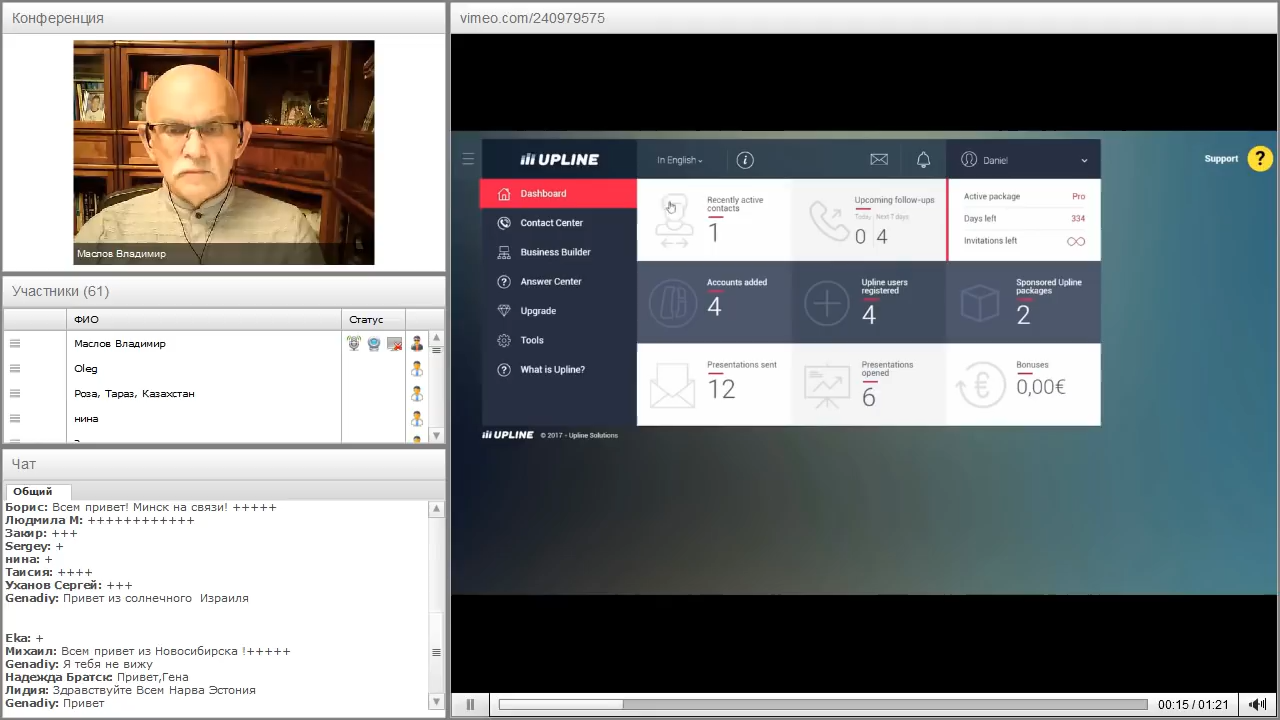 Конференция
Маслов Владимир
Участники (61)
ФИО
Статус
Маслов Владимир
Oleg
Роза, Тараз, Казахстан
нина
Чат
Общий
Борис: Всем привет! Минск на связи! +++++
Людмила М: ++++++++++++
Закир: +++
Sergey: +
нина: +
Таисия: ++++
Уханов Сергей: +++
Genadiy: Привет из солнечного Израиля
Eka: +
Михаил: Всем привет из Новосибирска !+++++
Genadiy: Я тебя не вижу
Надежда Братск: Привет,Гена
Лидия: Здравствуйте Всем Нарва Эстония
Genadiy: Привет
vimeo.com/240979575
UPLINE
In English
Daniel
Support ?
Dashboard
Contact Center
Business Builder
Answer Center
Upgrade
Tools
What is Upline?
Recently active
contacts
1
Upcoming follow-ups
Today Next 7 days
0 4
Active package Pro
Days left 334
Invitations left ∞
Accounts added
4
Upline users
registered
4
Sponsored Upline
packages
2
Presentations sent
12
Presentations
opened
6
Bonuses
0,00€
UPLINE © 2017 - Upline Solutions
00:15 / 01:21